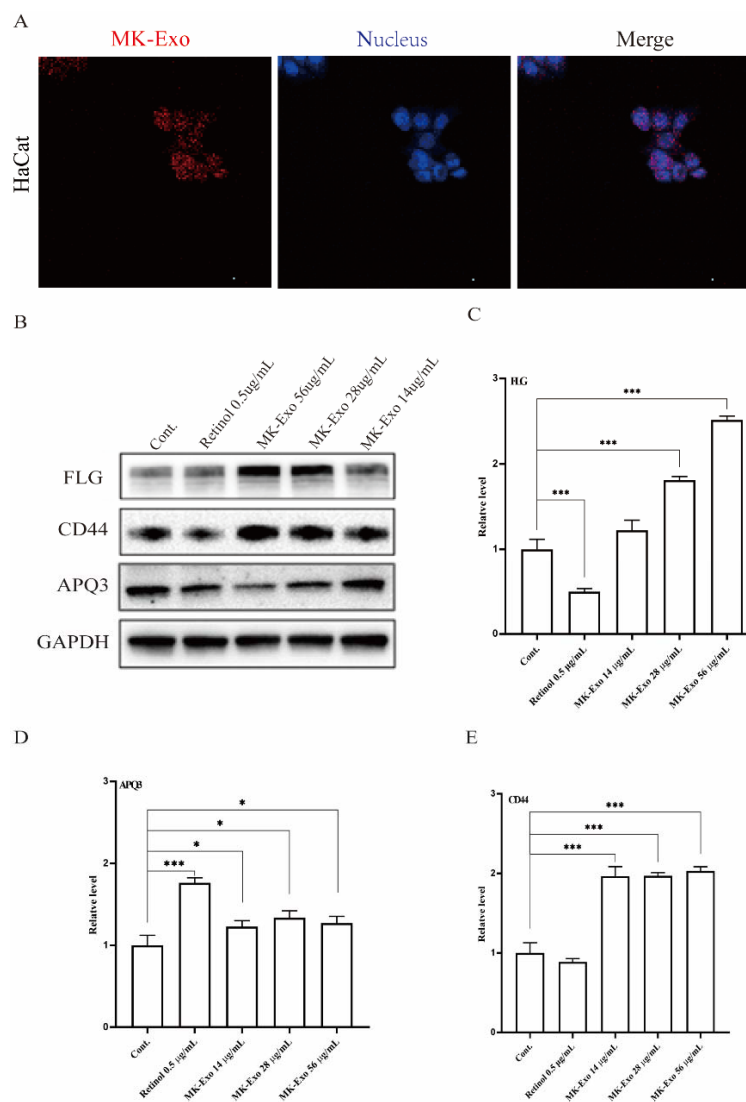 A
MK-Exo
Nucleus
Merge
HaCat
B
Cont.
Retinol 0.5ug/mL
MK-Exo 56ug/mL
MK-Exo 28ug/mL
MK-Exo 14ug/mL
FLG
CD44
APQ3
GAPDH
C
3
2
1
0
Relatve level
***
***
***
Cont.
Retinol 0.5 μg/mL
MK-Exo 14 μg/mL
MK-Exo 28 μg/mL
MK-Exo 56 μg/mL
D
APQ3
3
2
1
0
Relatve level
*
*
*
***
Cont.
Retinol 0.5 μg/mL
MK-Exo 14 μg/mL
MK-Exo 28 μg/mL
MK-Exo 56 μg/mL
E
CD44
3
2
1
0
Relatve level
***
***
***
Cont.
Retinol 0.5 μg/mL
MK-Exo 14 μg/mL
MK-Exo 28 μg/mL
MK-Exo 56 μg/mL